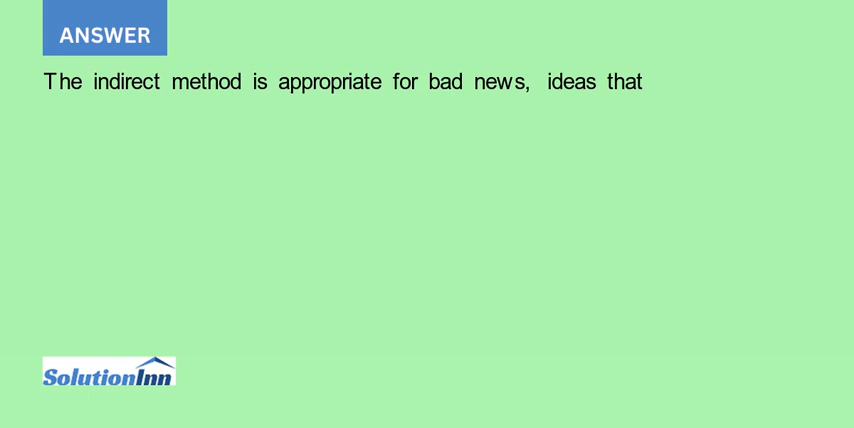 ANSWER
The indirect method is appropriate for bad news, ideas that
SolutionInn